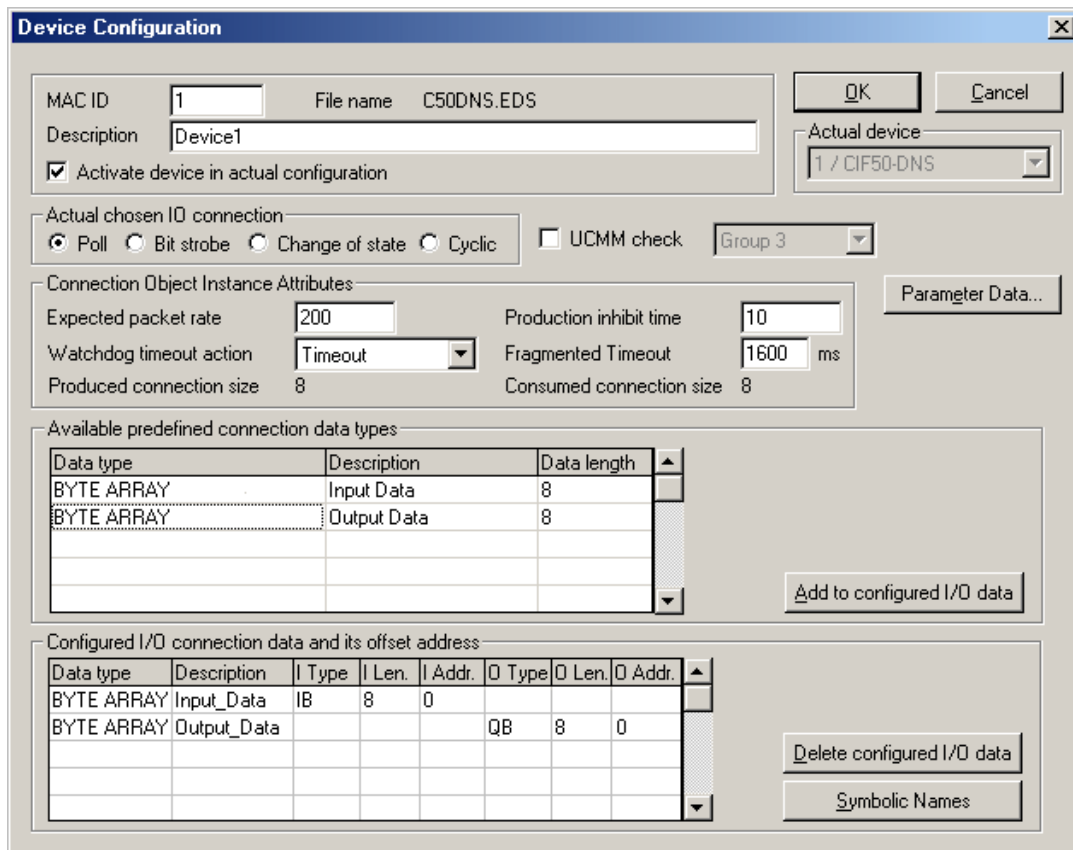 Device Configuration
MAC ID 1 File name C50DNS.EDS
OK Cancel
Description Device1
Actual device
1 / CIF50-DNS
Activate device in actual configuration
Actual chosen IO connection
Poll Bit strobe Change of state Cyclic
UCMM check Group 3
Connection Object Instance Attributes
Parameter Data...
Expected packet rate 200 Production inhibit time 10
Watchdog timeout action Timeout Fragmented Timeout 1600 ms
Produced connection size 8 Consumed connection size 8
Available predefined connection data types
Data type Description Data length
BYTE ARRAY Input Data 8
BYTE ARRAY Output Data 8
Add to configured I/O data
Configured I/O connection data and its offset address
Data type Description I Type I Len. I Addr. O Type O Len. O Addr.
BYTE ARRAY Input_Data IB 8 0
BYTE ARRAY Output_Data QB 8 0
Delete configured I/O data
Symbolic Names